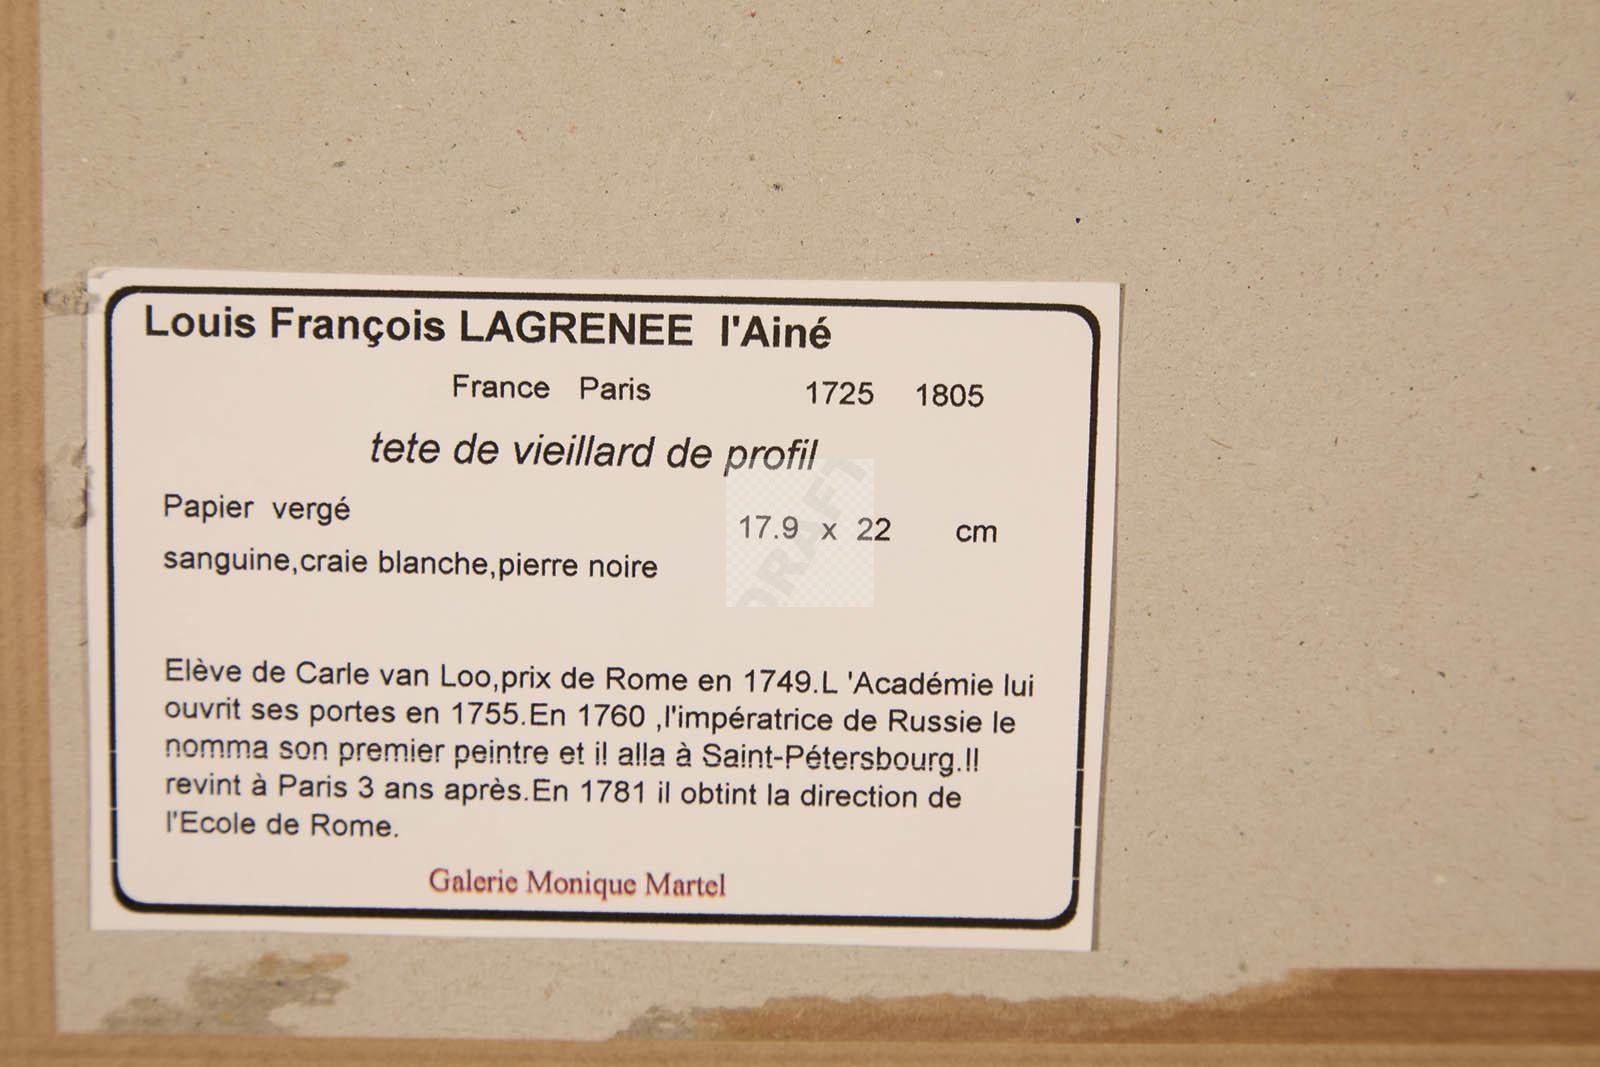 Louis François LAGRENEE l'Ainé
France Paris 1725 1805
tete de vieillard de profil
Papier vergé
17.9 x 22 cm
sanguine,craie blanche,pierre noire
Elève de Carle van Loo,prix de Rome en 1749.L 'Académie lui
ouvrit ses portes en 1755.En 1760 ,l'impératrice de Russie le
nomma son premier peintre et il alla à Saint-Pétersbourg.Il
revint à Paris 3 ans après.En 1781 il obtint la direction de
l'Ecole de Rome.
Galerie Monique Martel
DRAFT